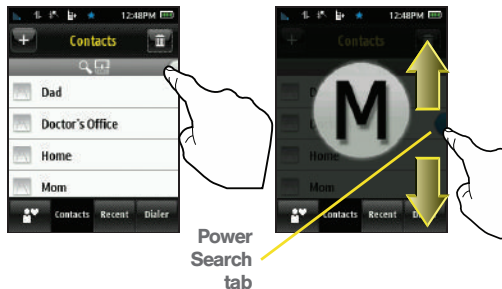 12:48PM
Contacts
Dad
Doctor's Office
Home
Mom
Contacts Recent Dialer
12:48PM
Contacts
M
Home
Mom
Contacts Recent
Power
Search
tab